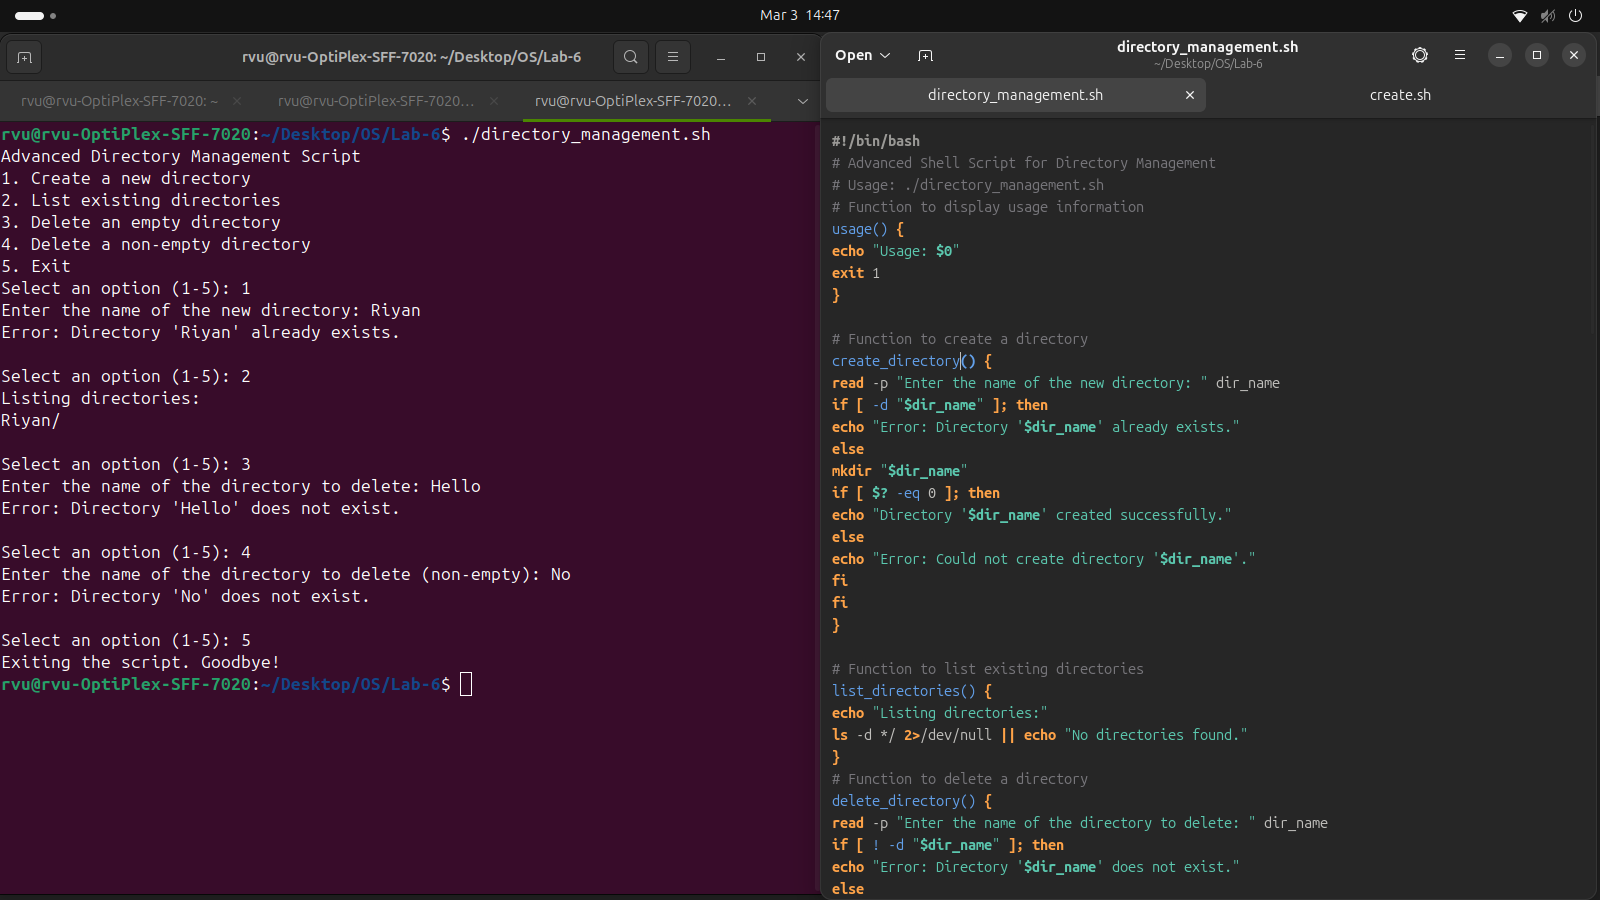 Mar 3 14:47
rvu@rvu-OptiPlex-SFF-7020: ~/Desktop/OS/Lab-6
rvu@rvu-OptiPlex-SFF-7020: ~
rvu@rvu-OptiPlex-SFF-7020...
rvu@rvu-OptiPlex-SFF-7020...
rvu@rvu-OptiPlex-SFF-7020:~/Desktop/OS/Lab-6$ ./directory_management.sh
Advanced Directory Management Script
1. Create a new directory
2. List existing directories
3. Delete an empty directory
4. Delete a non-empty directory
5. Exit
Select an option (1-5): 1
Enter the name of the new directory: Riyan
Error: Directory 'Riyan' already exists.
Select an option (1-5): 2
Listing directories:
Riyan/
Select an option (1-5): 3
Enter the name of the directory to delete: Hello
Error: Directory 'Hello' does not exist.
Select an option (1-5): 4
Enter the name of the directory to delete (non-empty): No
Error: Directory 'No' does not exist.
Select an option (1-5): 5
Exiting the script. Goodbye!
rvu@rvu-OptiPlex-SFF-7020:~/Desktop/OS/Lab-6$
Open
directory_management.sh
~/Desktop/OS/Lab-6
directory_management.sh
create.sh
#!/bin/bash
# Advanced Shell Script for Directory Management
# Usage: ./directory_management.sh
# Function to display usage information
usage() {
echo "Usage: $0"
exit 1
}
# Function to create a directory
create_directory() {
read -p "Enter the name of the new directory: " dir_name
if [ -d "$dir_name" ]; then
echo "Error: Directory '$dir_name' already exists."
else
mkdir "$dir_name"
if [ $? -eq 0 ]; then
echo "Directory '$dir_name' created successfully."
else
echo "Error: Could not create directory '$dir_name'."
fi
fi
}
# Function to list existing directories
list_directories() {
echo "Listing directories:"
ls -d */ 2>/dev/null || echo "No directories found."
}
# Function to delete a directory
delete_directory() {
read -p "Enter the name of the directory to delete: " dir_name
if [ ! -d "$dir_name" ]; then
echo "Error: Directory '$dir_name' does not exist."
else